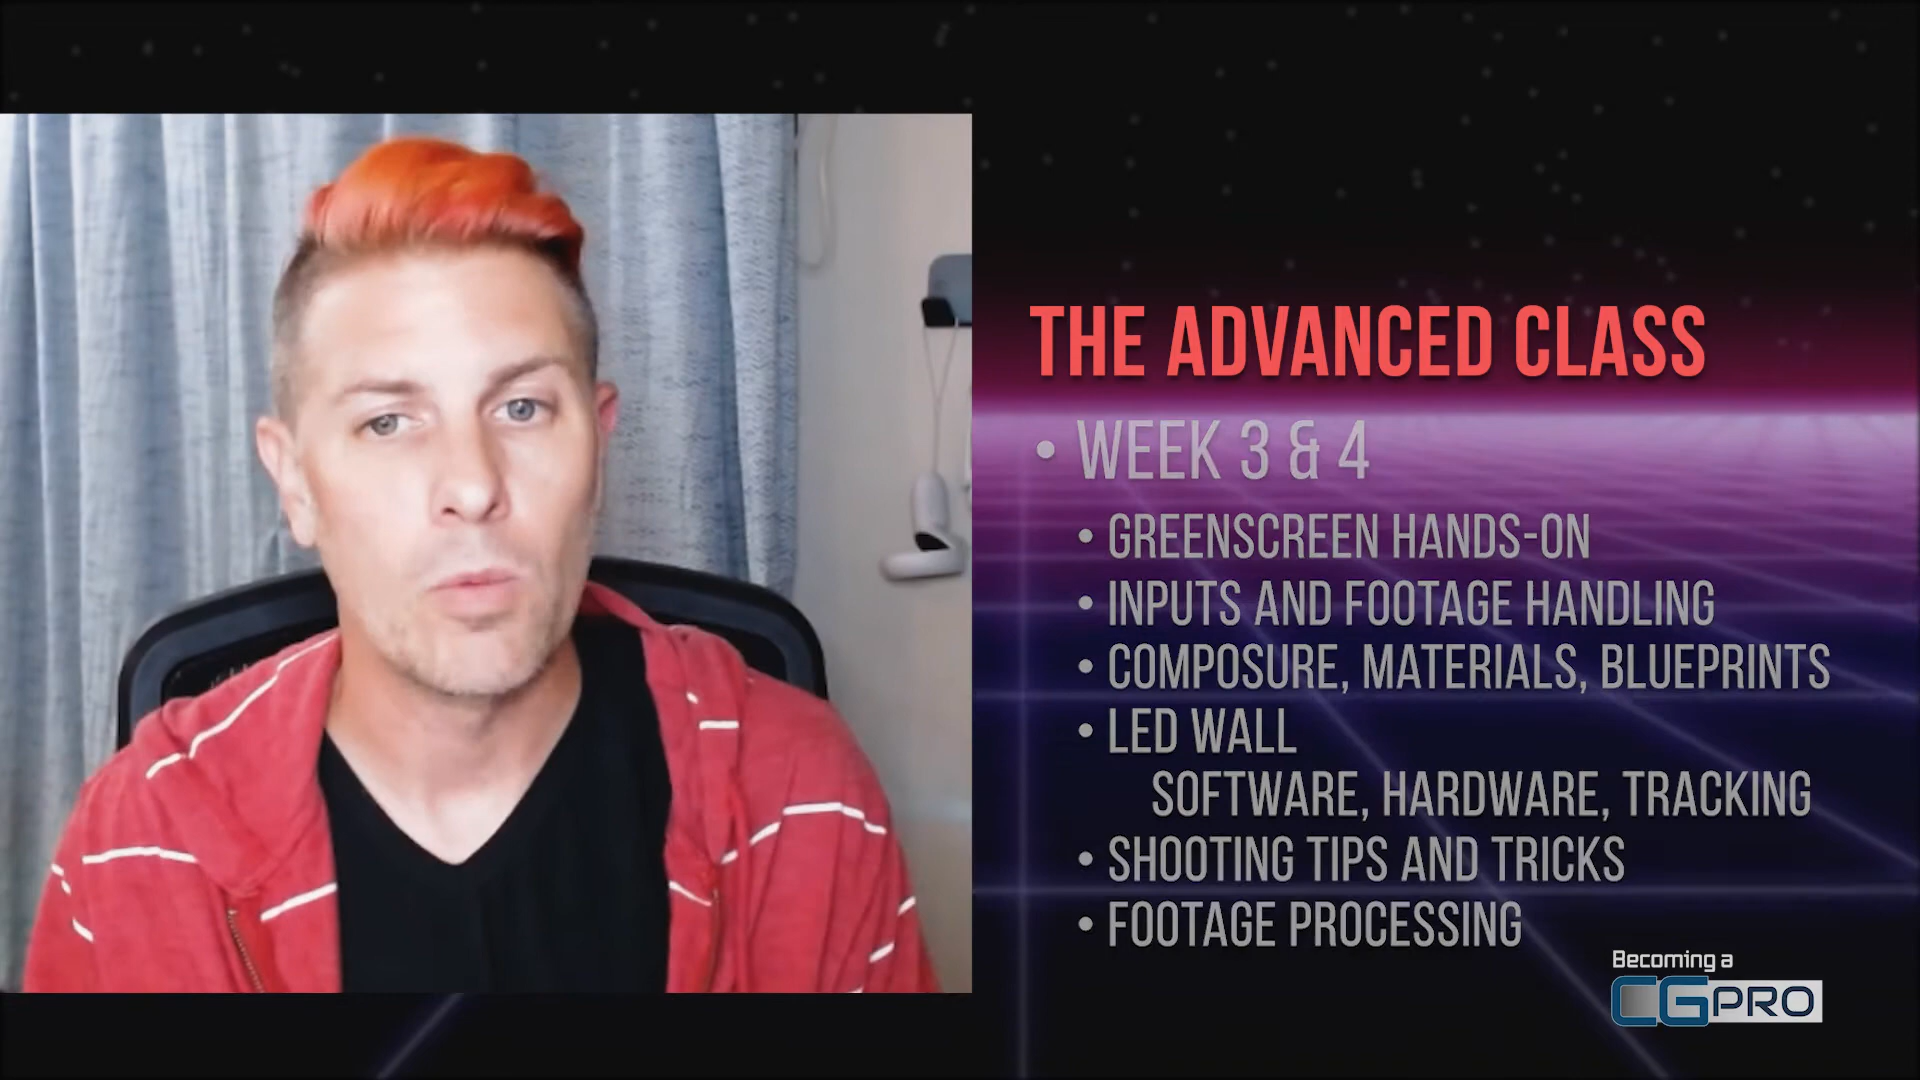 THE ADVANCED CLASS
• WEEK 3 & 4
• GREENSCREEN HANDS-ON
• INPUTS AND FOOTAGE HANDLING
• COMPOSURE, MATERIALS, BLUEPRINTS
• LED WALL
SOFTWARE, HARDWARE, TRACKING
• SHOOTING TIPS AND TRICKS
• FOOTAGE PROCESSING
Becoming a
CGPRO